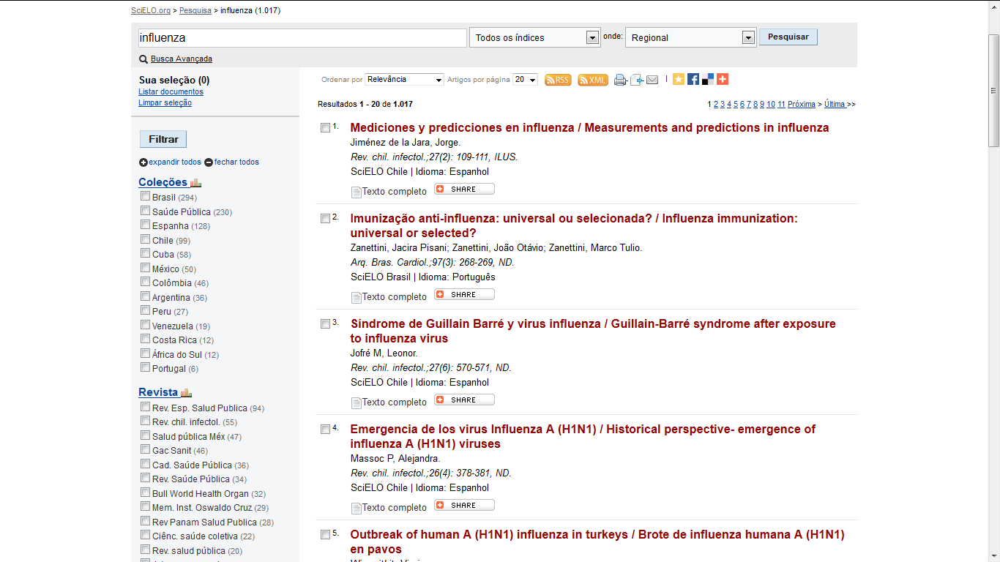 SciELO.org > Pesquisa > influenza (1.017)
influenza Todos os índices onde: Regional Pesquisar
Busca Avançada
Sua seleção (0)
Listar documentos
Limpar seleção
Filtrar
expandir todos fechar todos
Coleções
Brasil (294)
Saúde Pública (230)
Espanha (128)
Chile (99)
Cuba (58)
México (50)
Colômbia (46)
Argentina (36)
Peru (27)
Venezuela (19)
Costa Rica (12)
África do Sul (12)
Portugal (6)
Revista
Rev. Esp. Salud Publica (94)
Rev. chil. infectol. (55)
Salud pública Méx (47)
Gac Sanit (46)
Cad. Saúde Pública (36)
Rev. Saúde Pública (34)
Bull World Health Organ (32)
Mem. Inst. Oswaldo Cruz (29)
Rev Panam Salud Publica (28)
Ciênc. saúde coletiva (22)
Rev. salud pública (20)
Ordenar por Relevância Artigos por página 20 RSS XML
Resultados 1 - 20 de 1.017 1 2 3 4 5 6 7 8 9 10 11 Próxima > Última >>
1. Mediciones y predicciones en influenza / Measurements and predictions in influenza
Jiménez de la Jara, Jorge.
Rev. chil. infectol.;27(2): 109-111, ILUS.
SciELO Chile | Idioma: Espanhol
Texto completo SHARE
2. Imunização anti-influenza: universal ou selecionada? / Influenza immunization:
universal or selected?
Zanettini, Jacira Pisani; Zanettini, João Otávio; Zanettini, Marco Tulio.
Arq. Bras. Cardiol.;97(3): 268-269, ND.
SciELO Brasil | Idioma: Português
Texto completo SHARE
3. Síndrome de Guillain Barré y virus influenza / Guillain-Barré syndrome after exposure
to influenza virus
Jofré M, Leonor.
Rev. chil. infectol.;27(6): 570-571, ND.
SciELO Chile | Idioma: Espanhol
Texto completo SHARE
4. Emergencia de los virus Influenza A (H1N1) / Historical perspective- emergence of
influenza A (H1N1) viruses
Massoc P, Alejandra.
Rev. chil. infectol.;26(4): 378-381, ND.
SciELO Chile | Idioma: Espanhol
Texto completo SHARE
5. Outbreak of human A (H1N1) influenza in turkeys / Brote de influenza humana A (H1N1)
en pavos